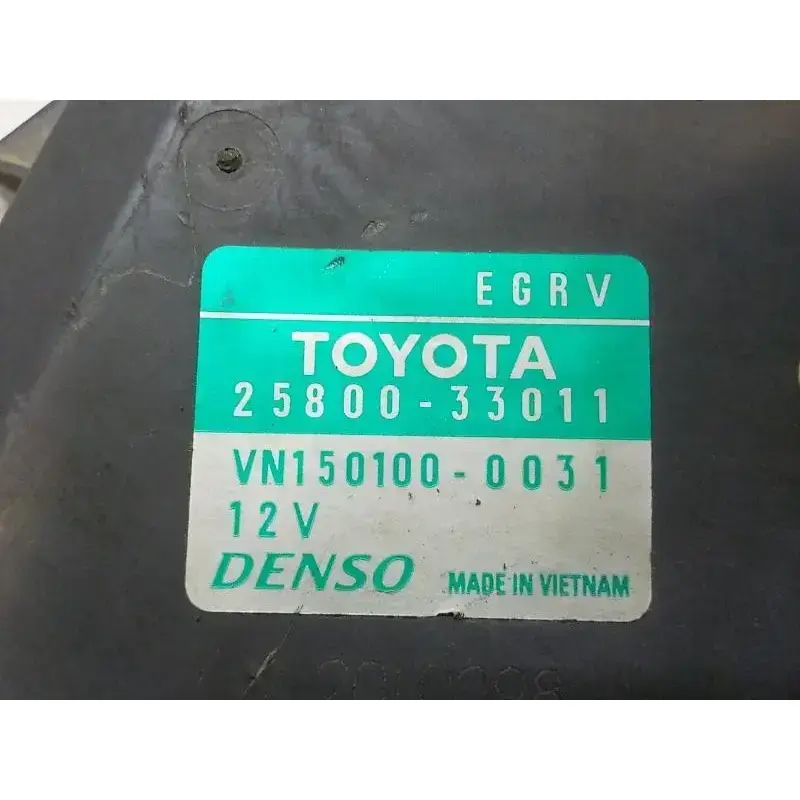 EGRV
TOYOTA
25800-33011
VN150100-0031
12V
DENSO MADE IN VIETNAM